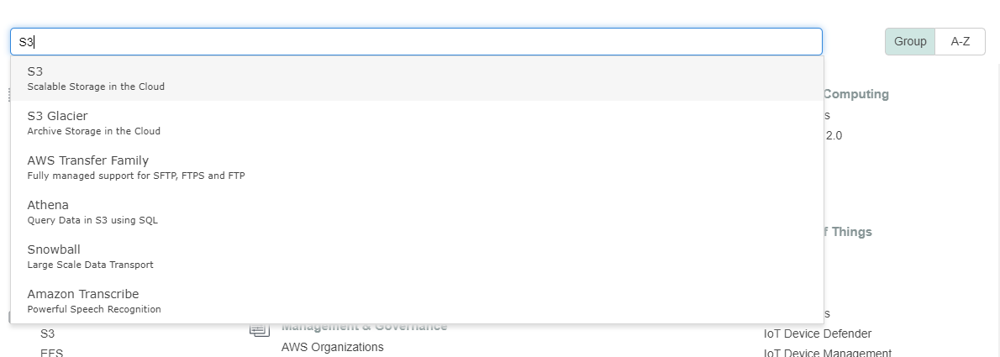 S3
Group
A-Z
S3
Scalable Storage in the Cloud
S3 Glacier
Archive Storage in the Cloud
AWS Transfer Family
Fully managed support for SFTP, FTPS and FTP
Athena
Query Data in S3 using SQL
Snowball
Large Scale Data Transport
Amazon Transcribe
Powerful Speech Recognition
Computing
s
2.0
f Things
s
Management & Governance
S3
AWS Organizations
IoT Device Defender
EFS
IoT Device Management